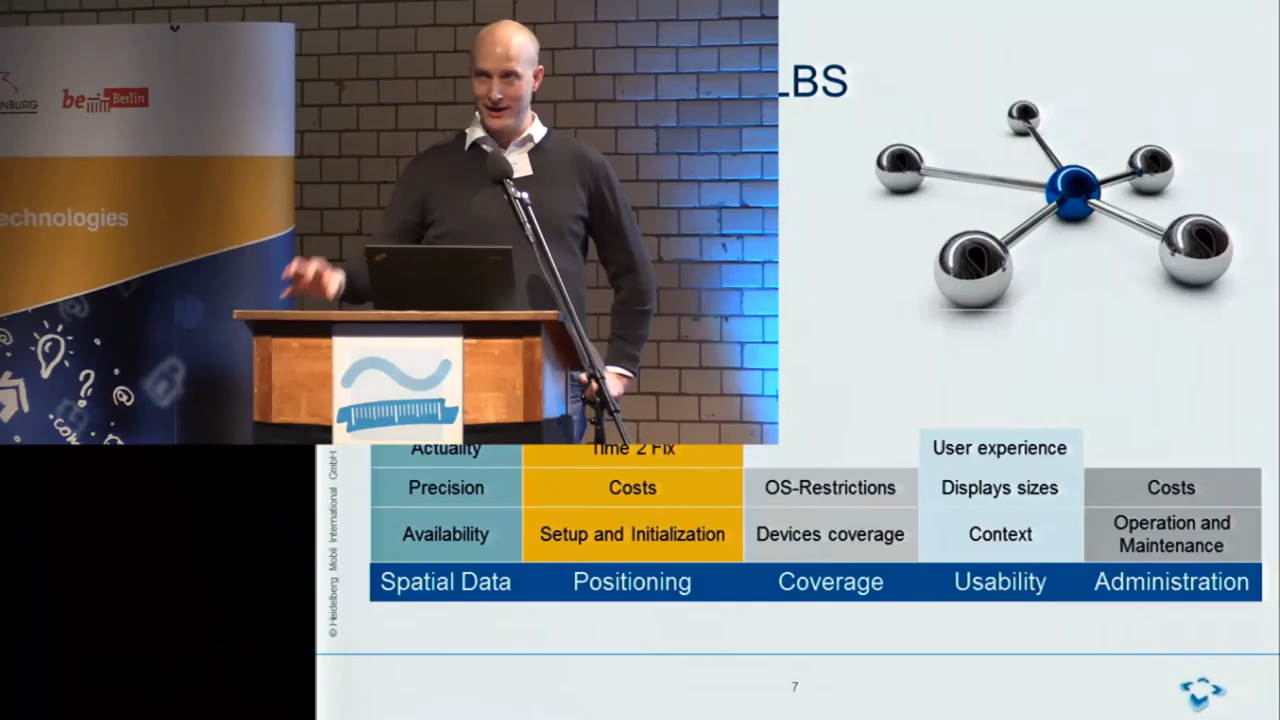 LBS
be Berlin
echnologies
Actuality
Time 2 Fix
User experience
Precision
Costs
OS-Restrictions
Displays sizes
Costs
Availability
Setup and Initialization
Devices coverage
Context
Operation and
Maintenance
Spatial Data
Positioning
Coverage
Usability
Administration
© Heidelberg Mobil International GmbH
7